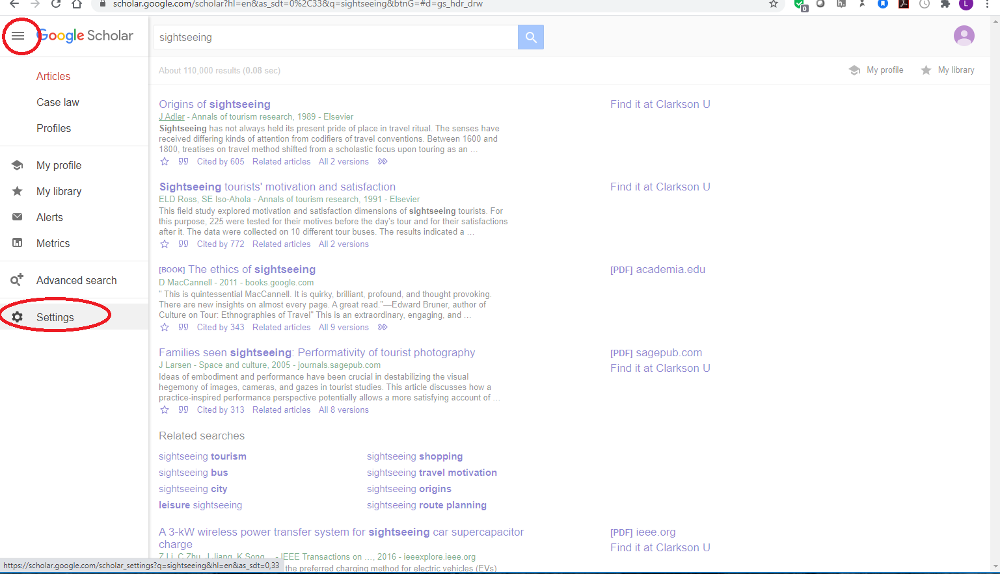 scholar.google.com/scholar?hl=en&as_sdt=0%2C33&q=sightseeing&btnG=#d=gs_hdr_drw
0
L
Google Scholar
sightseeing
Articles
Case law
Profiles
My profile
My library
Alerts
Metrics
Advanced search
Settings
About 110,000 results (0.08 sec)
My profile
My library
Origins of sightseeing
Find it at Clarkson U
J Adler - Annals of tourism research, 1989 - Elsevier
Sightseeing has not always held its present pride of place in travel ritual. The senses have
received differing kinds of attention from codifiers of travel conventions. Between 1600 and
1800, treatises on travel method shifted from a scholastic focus upon touring as an …
Cited by 605 Related articles All 2 versions
Sightseeing tourists' motivation and satisfaction
Find it at Clarkson U
ELD Ross, SE Iso-Ahola - Annals of tourism research, 1991 - Elsevier
This field study explored motivation and satisfaction dimensions of sightseeing tourists. For
this purpose, 225 were tested for their motives before the day's tour and for their satisfactions
after it. The data were collected on 10 different tour buses. The results indicated a …
Cited by 772 Related articles All 2 versions
[BOOK] The ethics of sightseeing
[PDF] academia.edu
D MacCannell - 2011 - books.google.com
" This is quintessential MacCannell. It is quirky, brilliant, profound, and thought provoking.
There are new insights on almost every page. A great read."—Edward Bruner, author of
Culture on Tour: Ethnographies of Travel" This is an extraordinary, engaging, and …
Cited by 343 Related articles All 9 versions
Families seen sightseeing: Performativity of tourist photography
[PDF] sagepub.com
Find it at Clarkson U
J Larsen - Space and culture, 2005 - journals.sagepub.com
Ideas of embodiment and performance have been crucial in destabilizing the visual
hegemony of images, cameras, and gazes in tourist studies. This article discusses how a
practice-inspired performance perspective potentially allows a more satisfying account of …
Cited by 313 Related articles All 8 versions
Related searches
sightseeing tourism
sightseeing shopping
sightseeing bus
sightseeing travel motivation
sightseeing city
sightseeing origins
leisure sightseeing
sightseeing route planning
A 3-kW wireless power transfer system for sightseeing car supercapacitor
charge
[PDF] ieee.org
Find it at Clarkson U
Z Li, C Zhu, J Jiang, K Song… - IEEE Transactions on …, 2016 - ieeexplore.ieee.org
https://scholar.google.com/scholar_settings?q=sightseeing&hl=en&as_sdt=0,33
the preferred charging method for electric vehicles (EVs)